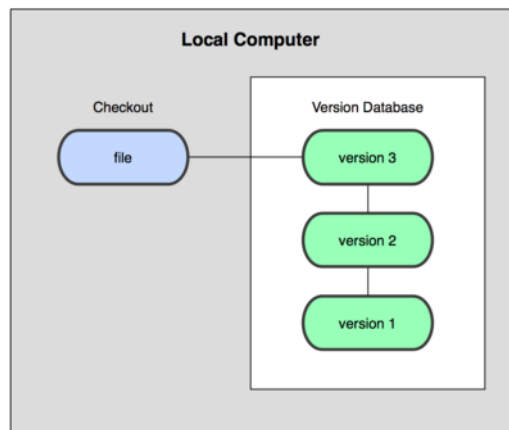 Local Computer
Checkout
Version Database
file
version 3
version 2
version 1